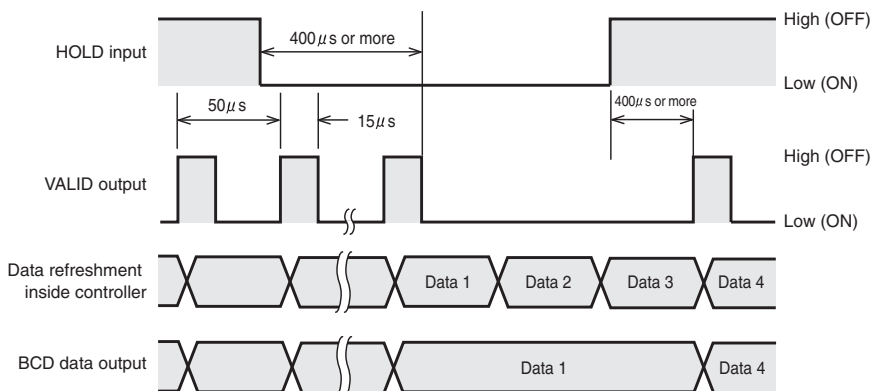 HOLD input
400μs or more
High (OFF)
Low (ON)
50μs
15μs
400μs or more
VALID output
High (OFF)
Low (ON)
Data refreshment
inside controller
Data 1
Data 2
Data 3
Data 4
BCD data output
Data 1
Data 4